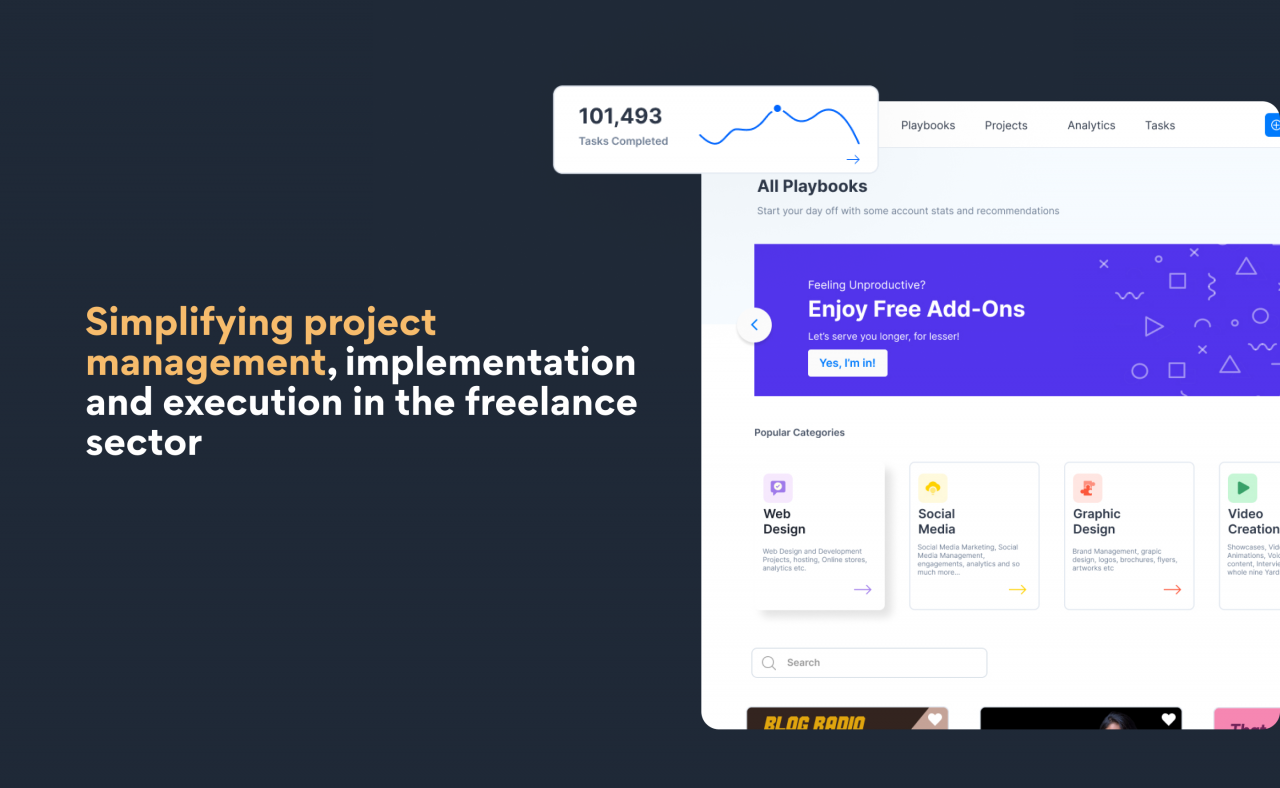 Simplifying project
management, implementation
and execution in the freelance
sector
101,493
Tasks Completed
Playbooks
Projects
Analytics
Tasks
All Playbooks
Start your day off with some account stats and recommendations
Feeling Unproductive?
Enjoy Free Add-Ons
Let's serve you longer, for lesser!
Yes, I'm in!
Popular Categories
Web
Design
Web Design and Development
Projects, hosting, Online stores,
analytics etc.
Social
Media
Social Media Marketing, Social
Media Management,
engagements, analytics and so
much more...
Graphic
Design
Brand Management, grapic
design, logos, brochures, flyers,
artworks etc
Video
Creation
Showcases, Vid
Animations, Voi
content, Intervie
whole nine Yard
Search
BLOG RADIO
That